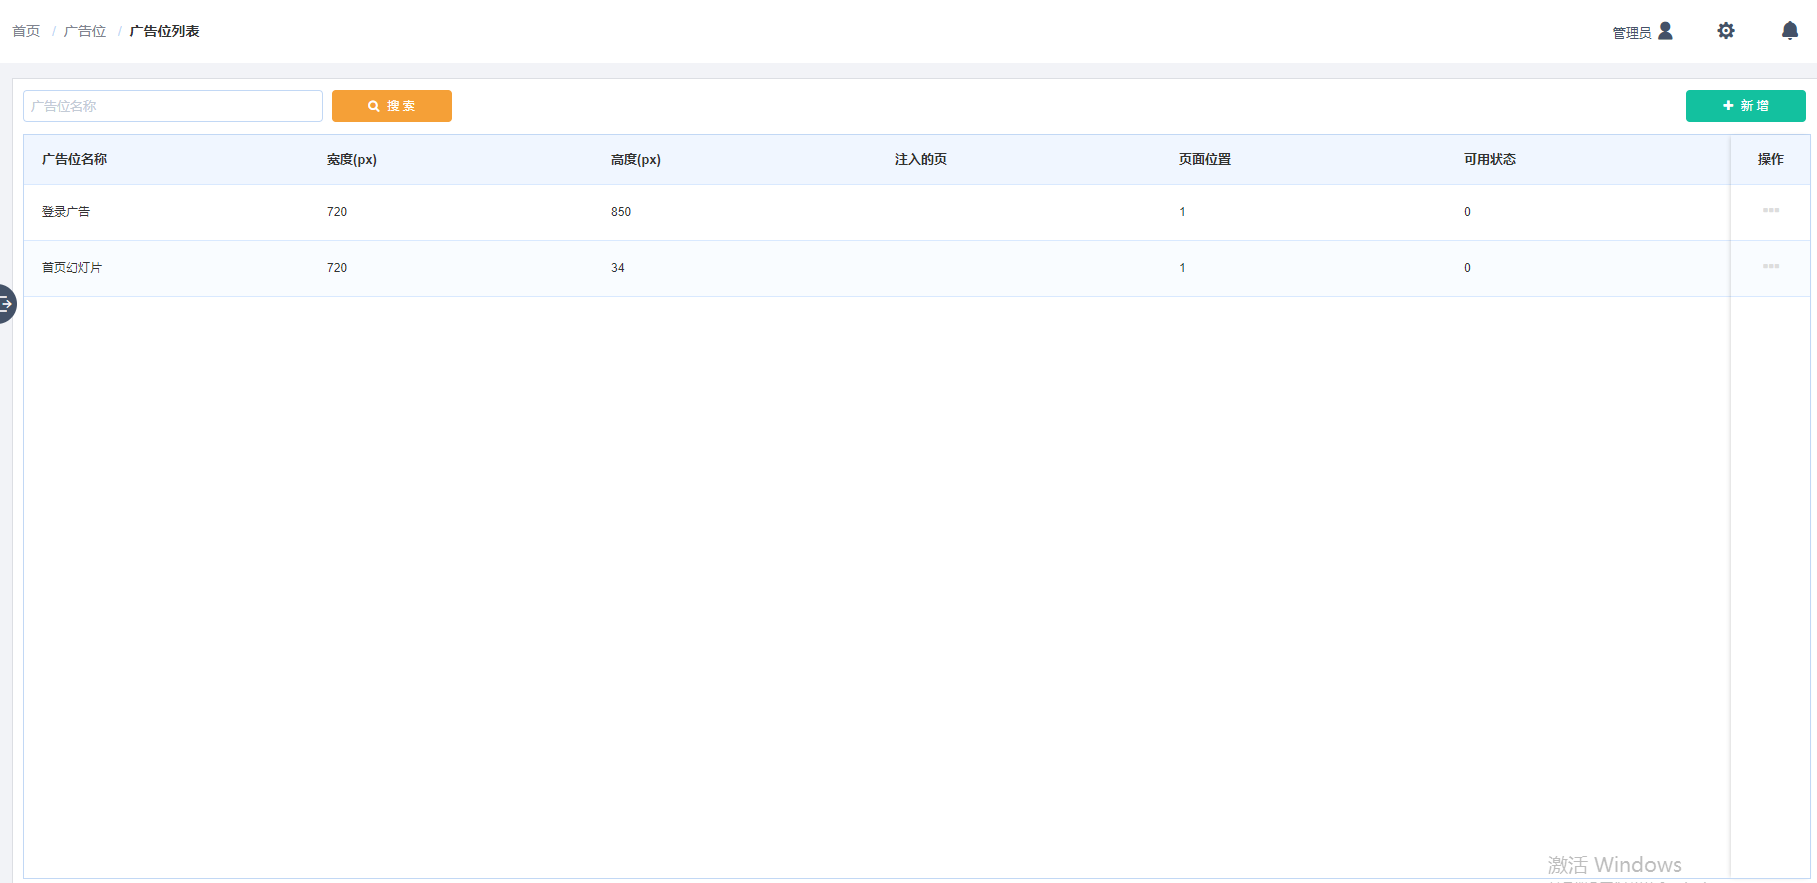 首页 / 广告位 / 广告位列表
管理员
广告位名称
搜索
新增
广告位名称 宽度(px) 高度(px) 注入的页 页面位置 可用状态 操作
登录广告 720 850 1 0
首页幻灯片 720 34 1 0
激活 Windows